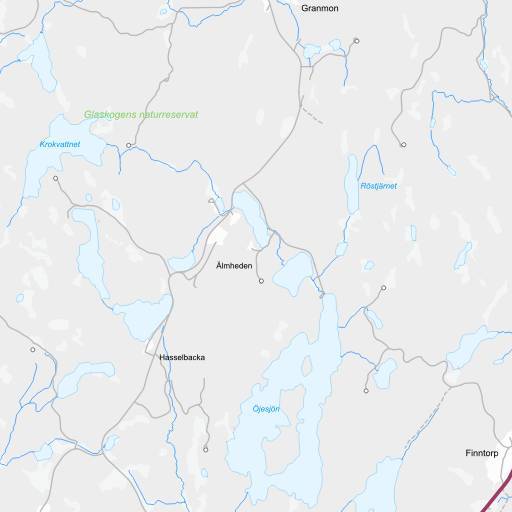 Granmon
Glaskogens naturreservat
Krokvattnet
Röstjärnet
Älmheden
Hasselbacka
Öjesjön
Finntorp